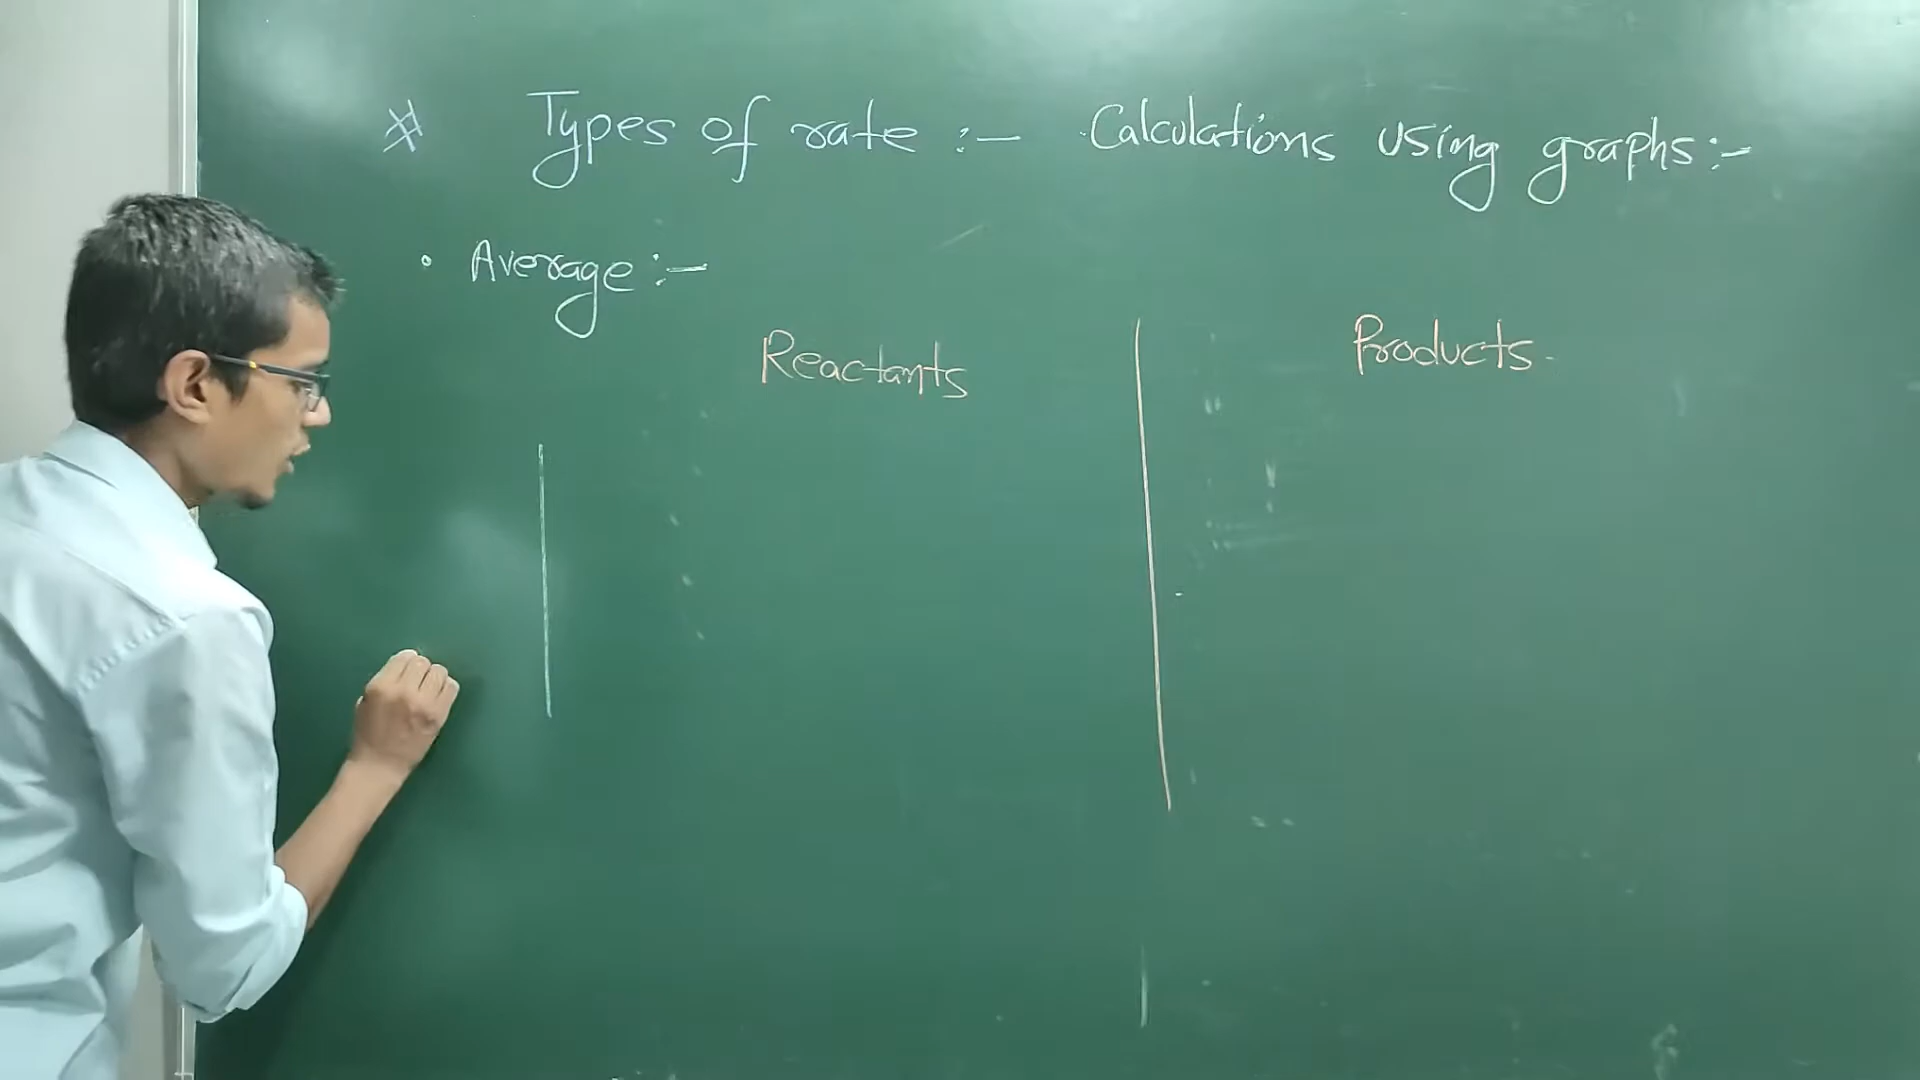 # Types of rate :- Calculations using graphs :-
• Average :-
Reactants
Products